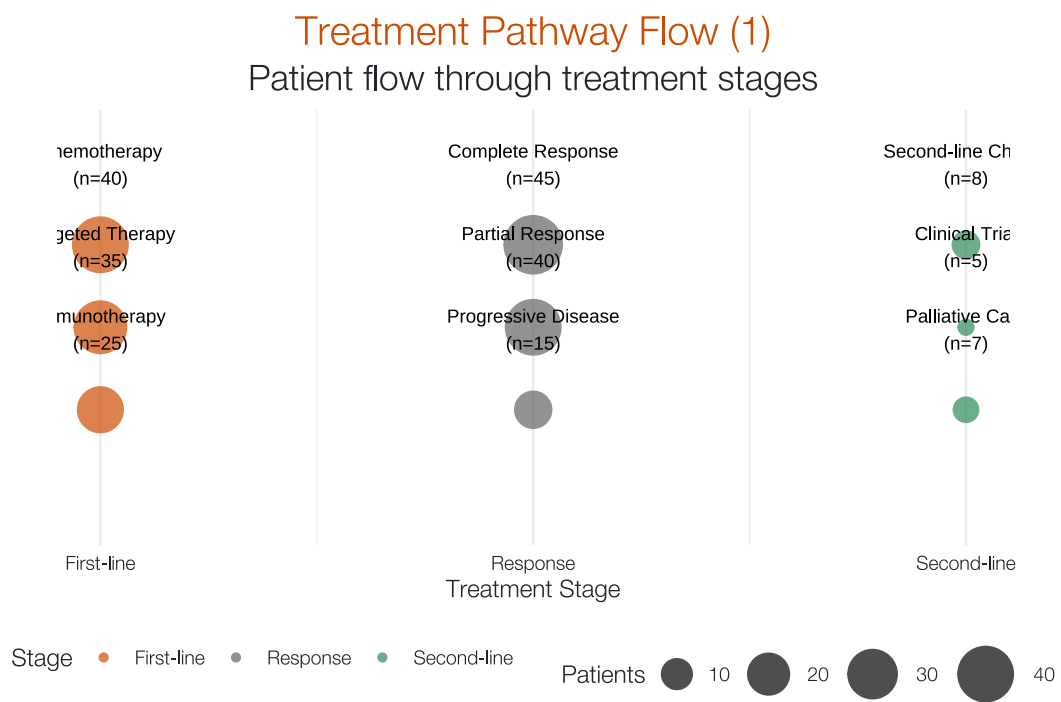 Treatment Pathway Flow (1)
Patient flow through treatment stages
hemotherapy
(n=40)
Complete Response
(n=45)
Second-line Ch
(n=8)
geted Therapy
(n=35)
Partial Response
(n=40)
Clinical Tria
(n=5)
munotherapy
(n=25)
Progressive Disease
(n=15)
Palliative Ca
(n=7)
First-line
Response
Second-line
Treatment Stage
Stage
First-line
Response
Second-line
Patients
10
20
30
40